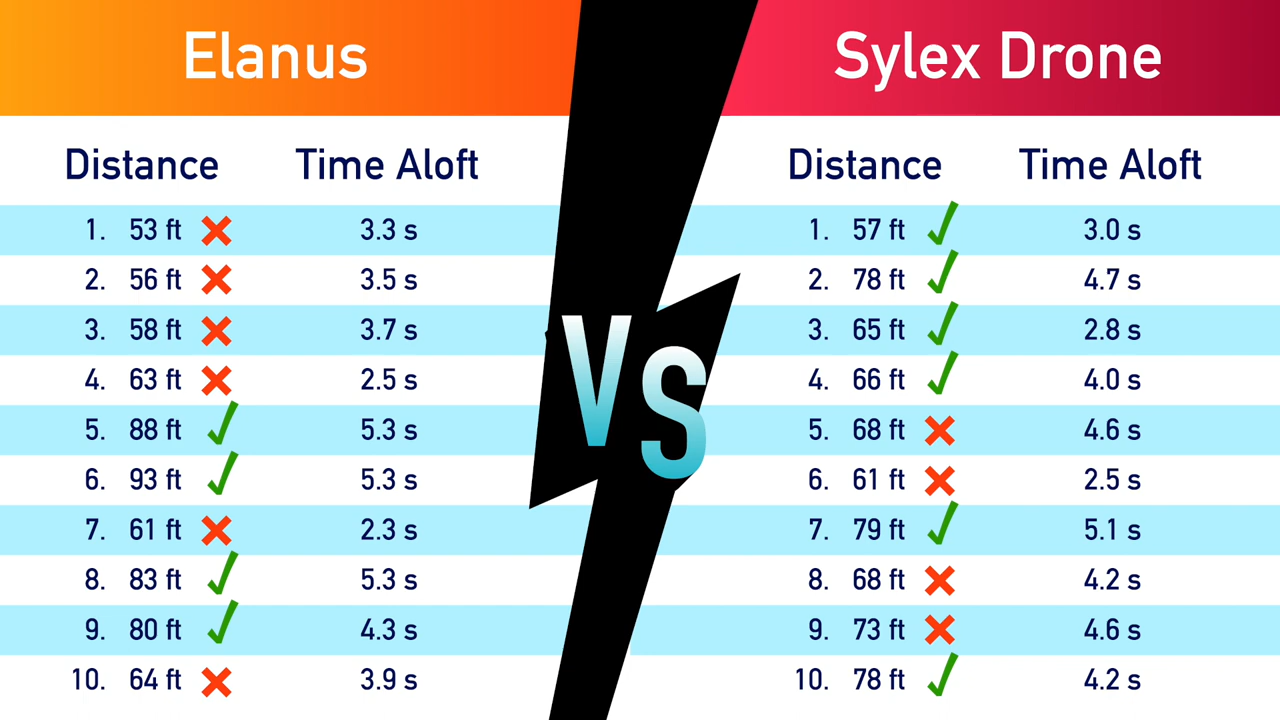 Elanus
Distance Time Aloft
1. 53 ft 3.3 s
2. 56 ft 3.5 s
3. 58 ft 3.7 s
4. 63 ft 2.5 s
5. 88 ft 5.3 s
6. 93 ft 5.3 s
7. 61 ft 2.3 s
8. 83 ft 5.3 s
9. 80 ft 4.3 s
10. 64 ft 3.9 s
VS
Sylex Drone
Distance Time Aloft
1. 57 ft 3.0 s
2. 78 ft 4.7 s
3. 65 ft 2.8 s
4. 66 ft 4.0 s
5. 68 ft 4.6 s
6. 61 ft 2.5 s
7. 79 ft 5.1 s
8. 68 ft 4.2 s
9. 73 ft 4.6 s
10. 78 ft 4.2 s